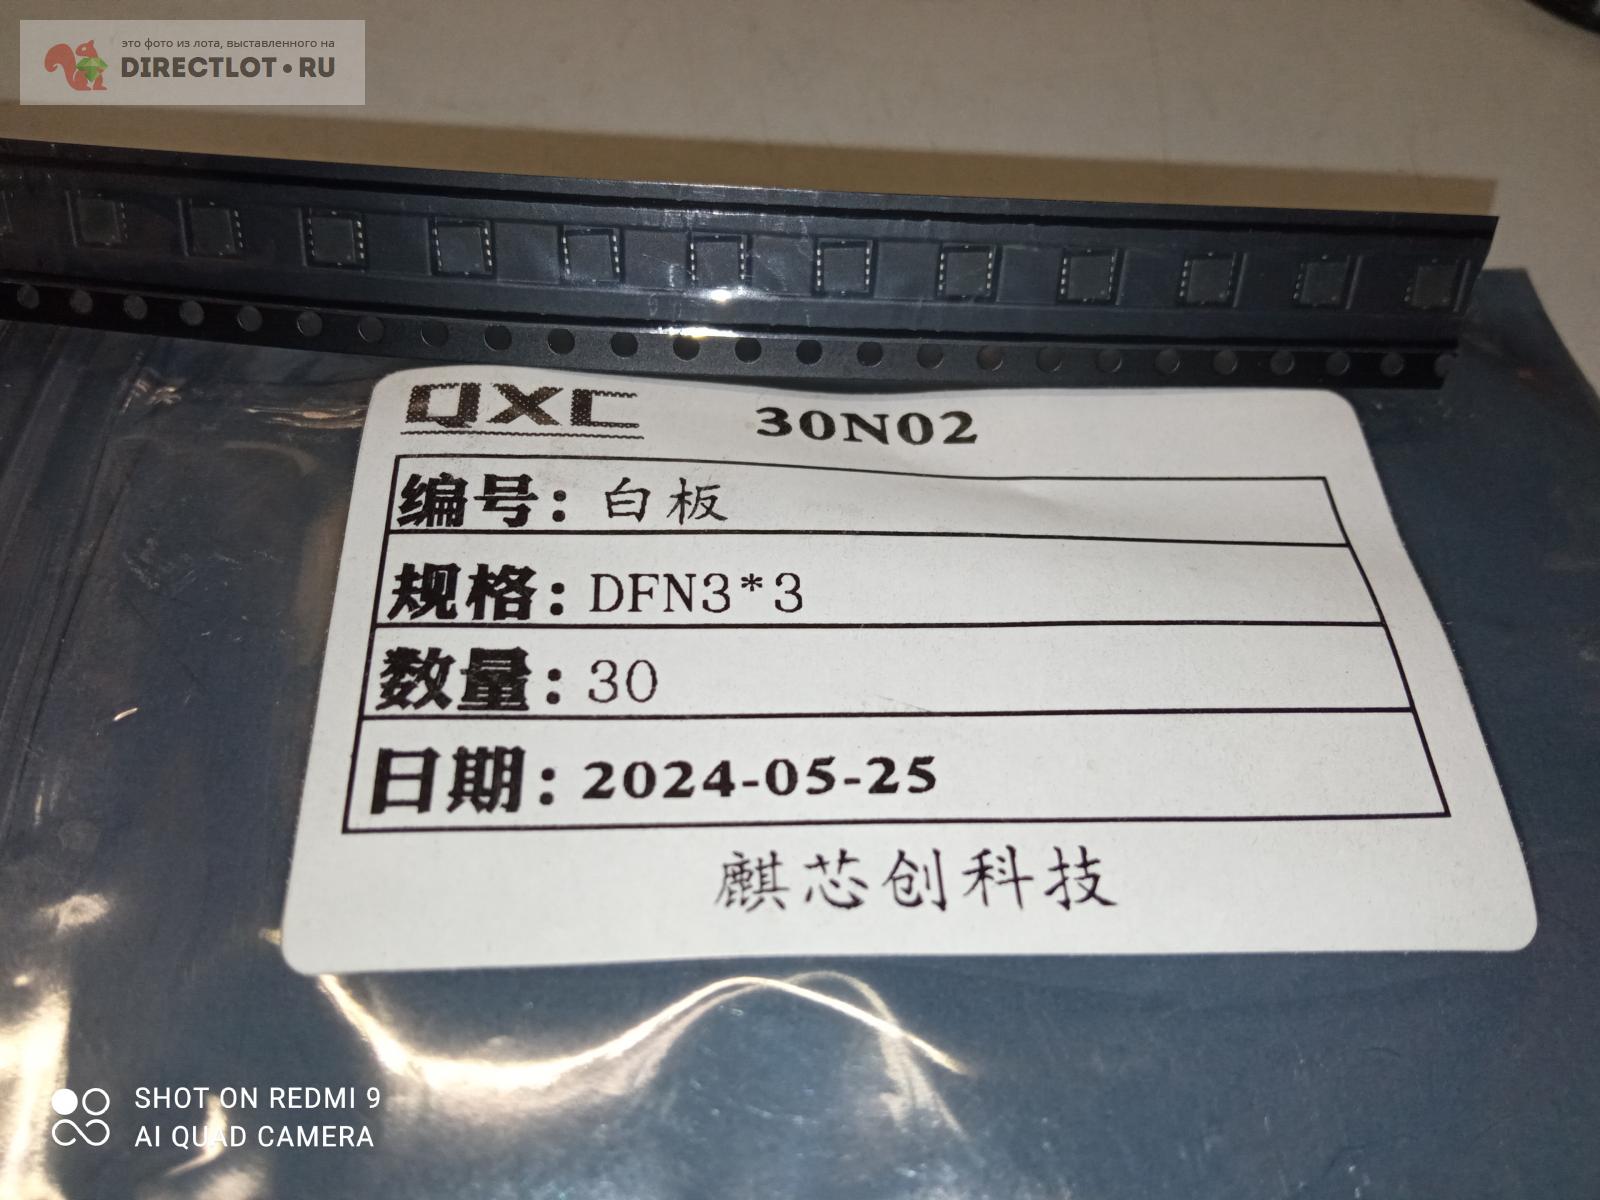 это фото из лота, выставленного на
DIRECTLOT•RU
QXC 30N02
编号: 白板
规格: DFN3*3
数量: 30
日期: 2024-05-25
麒芯创科技
SHOT ON REDMI 9
AI QUAD CAMERA